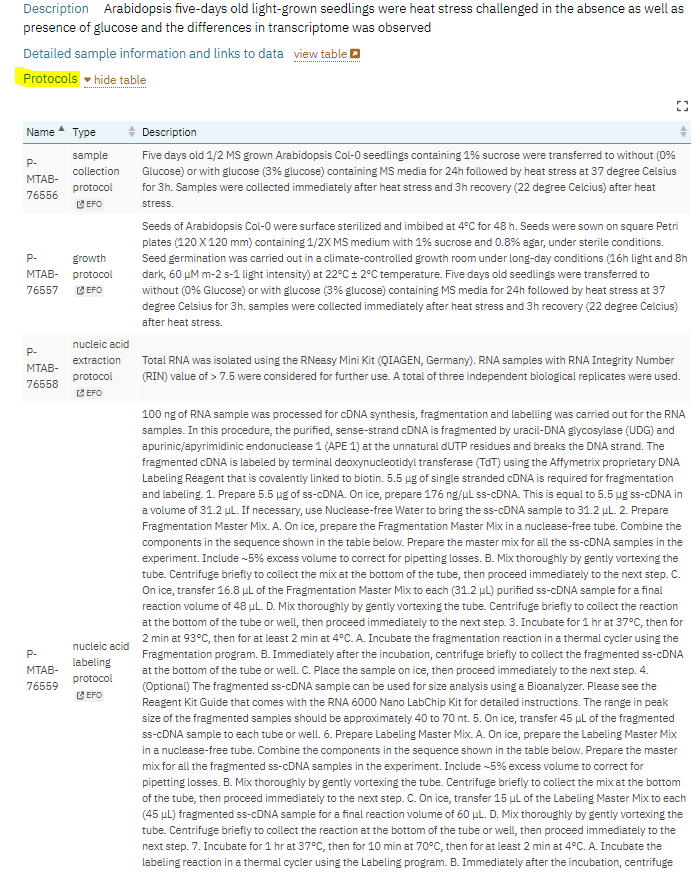 Description Arabidopsis five-days old light-grown seedlings were heat stress challenged in the absence as well as
presence of glucose and the differences in transcriptome was observed
Detailed sample information and links to data view table
Protocols hide table
Name Type Description
P-MTAB-76556
sample collection protocol
EFO
Five days old 1/2 MS grown Arabidopsis Col-0 seedlings containing 1% sucrose were transferred to without (0%
Glucose) or with glucose (3% glucose) containing MS media for 24h followed by heat stress at 37 degree Celsius
for 3h. Samples were collected immediately after heat stress and 3h recovery (22 degree Celcius) after heat
stress.
P-MTAB-76557
growth protocol
EFO
Seeds of Arabidopsis Col-0 were surface sterilized and imbibed at 4°C for 48 h. Seeds were sown on square Petri
plates (120 X 120 mm) containing 1/2X MS medium with 1% sucrose and 0.8% agar, under sterile conditions.
Seed germination was carried out in a climate-controlled growth room under long-day conditions (16h light and 8h
dark, 60 μM m-2 s-1 light intensity) at 22°C ± 2°C temperature. Five days old seedlings were transferred to
without (0% Glucose) or with glucose (3% glucose) containing MS media for 24h followed by heat stress at 37
degree Celsius for 3h. samples were collected immediately after heat stress and 3h recovery (22 degree Celcius)
after heat stress.
P-MTAB-76558
nucleic acid extraction protocol
EFO
Total RNA was isolated using the RNeasy Mini Kit (QIAGEN, Germany). RNA samples with RNA Integrity Number
(RIN) value of > 7.5 were considered for further use. A total of three independent biological replicates were used.
P-MTAB-76559
nucleic acid labeling protocol
EFO
100 ng of RNA sample was processed for cDNA synthesis, fragmentation and labelling was carried out for the RNA
samples. In this procedure, the purified, sense-strand cDNA is fragmented by uracil-DNA glycosylase (UDG) and
apurinic/apyrimidinic endonuclease 1 (APE 1) at the unnatural dUTP residues and breaks the DNA strand. The
fragmented cDNA is labeled by terminal deoxynucleotidyl transferase (TdT) using the Affymetrix proprietary DNA
Labeling Reagent that is covalently linked to biotin. 5.5 μg of single stranded cDNA is required for fragmentation
and labeling. 1. Prepare 5.5 μg of ss-cDNA. On ice, prepare 176 ng/μL ss-cDNA. This is equal to 5.5 μg ss-cDNA in
a volume of 31.2 μL. If necessary, use Nuclease-free Water to bring the ss-cDNA sample to 31.2 μL. 2. Prepare
Fragmentation Master Mix. A. On ice, prepare the Fragmentation Master Mix in a nuclease-free tube. Combine the
components in the sequence shown in the table below. Prepare the master mix for all the ss-cDNA samples in the
experiment. Include ~5% excess volume to correct for pipetting losses. B. Mix thoroughly by gently vortexing the
tube. Centrifuge briefly to collect the mix at the bottom of the tube, then proceed immediately to the next step. C.
On ice, transfer 16.8 μL of the Fragmentation Master Mix to each (31.2 μL) purified ss-cDNA sample for a final
reaction volume of 48 μL. D. Mix thoroughly by gently vortexing the tube. Centrifuge briefly to collect the reaction
at the bottom of the tube or well, then proceed immediately to the next step. 3. Incubate for 1 hr at 37°C, then for
2 min at 93°C, then for at least 2 min at 4°C. A. Incubate the fragmentation reaction in a thermal cycler using the
Fragmentation program. B. Immediately after the incubation, centrifuge briefly to collect the fragmented ss-cDNA
at the bottom of the tube or well. C. Place the sample on ice, then proceed immediately to the next step. 4.
(Optional) The fragmented ss-cDNA sample can be used for size analysis using a Bioanalyzer. Please see the
Reagent Kit Guide that comes with the RNA 6000 Nano LabChip Kit for detailed instructions. The range in peak
size of the fragmented samples should be approximately 40 to 70 nt. 5. On ice, transfer 45 μL of the fragmented
ss-cDNA sample to each tube or well. 6. Prepare Labeling Master Mix. A. On ice, prepare the Labeling Master Mix
in a nuclease-free tube. Combine the components in the sequence shown in the table below. Prepare the master
mix for all the fragmented ss-cDNA samples in the experiment. Include ~5% excess volume to correct for
pipetting losses. B. Mix thoroughly by gently vortexing the tube. Centrifuge briefly to collect the mix at the bottom
of the tube, then proceed immediately to the next step. C. On ice, transfer 15 μL of the Labeling Master Mix to each
(45 μL) fragmented ss-cDNA sample for a final reaction volume of 60 μL. D. Mix thoroughly by gently vortexing the
tube. Centrifuge briefly to collect the reaction at the bottom of the tube or well, then proceed immediately to the
next step. 7. Incubate for 1 hr at 37°C, then for 10 min at 70°C, then for at least 2 min at 4°C. A. Incubate the
labeling reaction in a thermal cycler using the Labeling program. B. Immediately after the incubation, centrifuge